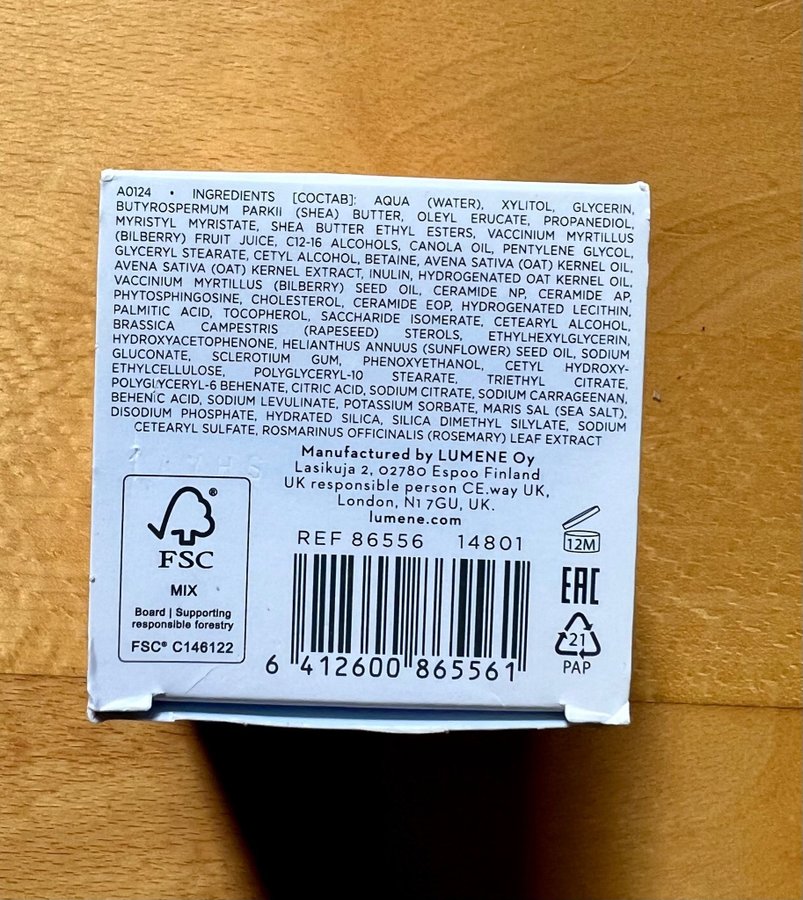 A0124 • INGREDIENTS [СОСТАВ]: AQUA (WATER), XYLITOL, GLYCERIN,
BUTYROSPERMUM PARKII (SHEA) BUTTER, OLEYL ERUCATE, PROPANEDIOL,
MYRISTYL MYRISTATE, SHEA BUTTER ETHYL ESTERS, VACCINIUM MYRTILLUS
(BILBERRY) FRUIT JUICE, C12-16 ALCOHOLS, CANOLA OIL, PENTYLENE GLYCOL,
GLYCERYL STEARATE, CETYL ALCOHOL, BETAINE, AVENA SATIVA (OAT) KERNEL OIL,
AVENA SATIVA (OAT) KERNEL EXTRACT, INULIN, HYDROGENATED OAT KERNEL OIL,
VACCINIUM MYRTILLUS (BILBERRY) SEED OIL, CERAMIDE NP, CERAMIDE AP,
PHYTOSPHINGOSINE, CHOLESTEROL, CERAMIDE EOP, HYDROGENATED LECITHIN,
PALMITIC ACID, TOCOPHEROL, SACCHARIDE ISOMERATE, CETEARYL ALCOHOL,
BRASSICA CAMPESTRIS (RAPESEED) STEROLS, ETHYLHEXYLGLYCERIN,
HYDROXYACETOPHENONE, HELIANTHUS ANNUUS (SUNFLOWER) SEED OIL, SODIUM
GLUCONATE, SCLEROTIUM GUM, PHENOXYETHANOL, CETYL HYDROXY-
ETHYLCELLULOSE, POLYGLYCERYL-10 STEARATE, TRIETHYL CITRATE,
POLYGLYCERYL-6 BEHENATE, CITRIC ACID, SODIUM CITRATE, SODIUM CARRAGEENAN,
BEHENIC ACID, SODIUM LEVULINATE, POTASSIUM SORBATE, MARIS SAL (SEA SALT),
DISODIUM PHOSPHATE, HYDRATED SILICA, SILICA DIMETHYL SILYLATE, SODIUM
CETEARYL SULFATE, ROSMARINUS OFFICINALIS (ROSEMARY) LEAF EXTRACT
Manufactured by LUMENE Oy
Lasikuja 2, 02780 Espoo Finland
UK responsible person CE.way UK,
London, N1 7GU, UK.
lumene.com
REF 86556 14801
6 412600 865561
®
FSC
MIX
Board | Supporting
responsible forestry
FSC® C146122
12M
EAC
21
PAP